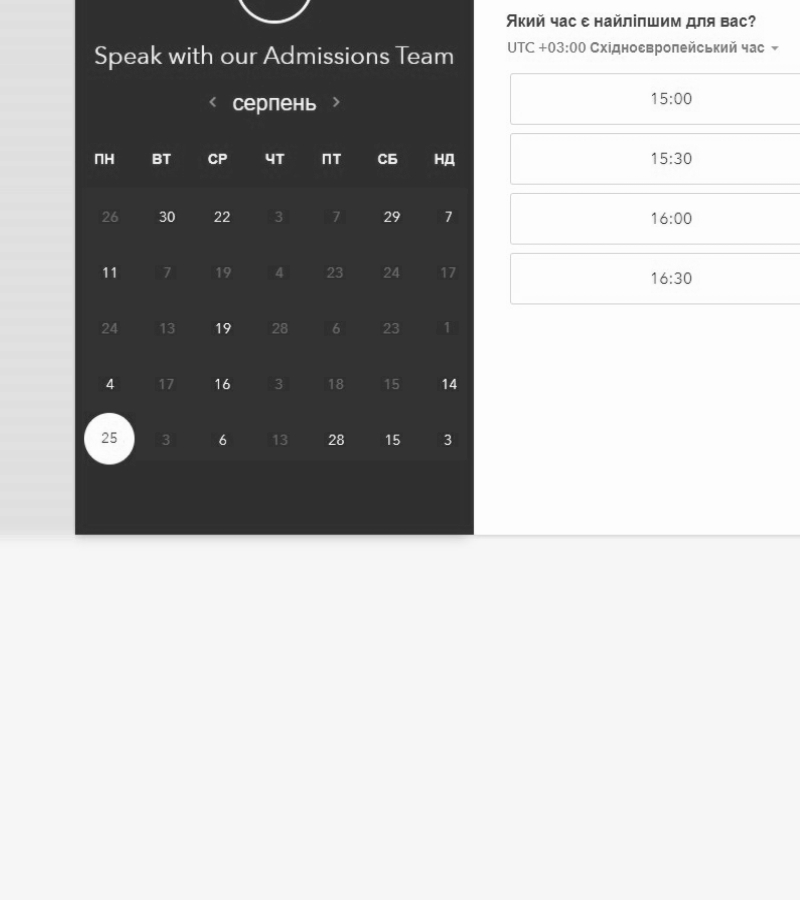 Speak with our Admissions Team
серпень
ПН ВТ СР ЧТ ПТ СБ НД
26 30 22 3 7 29 7
11 7 19 4 23 24 17
24 13 19 28 6 23 1
4 17 16 3 18 15 14
25 3 6 13 28 15 3
Який час є найліпшим для вас?
UTC +03:00 Східноєвропейський час
15:00
15:30
16:00
16:30